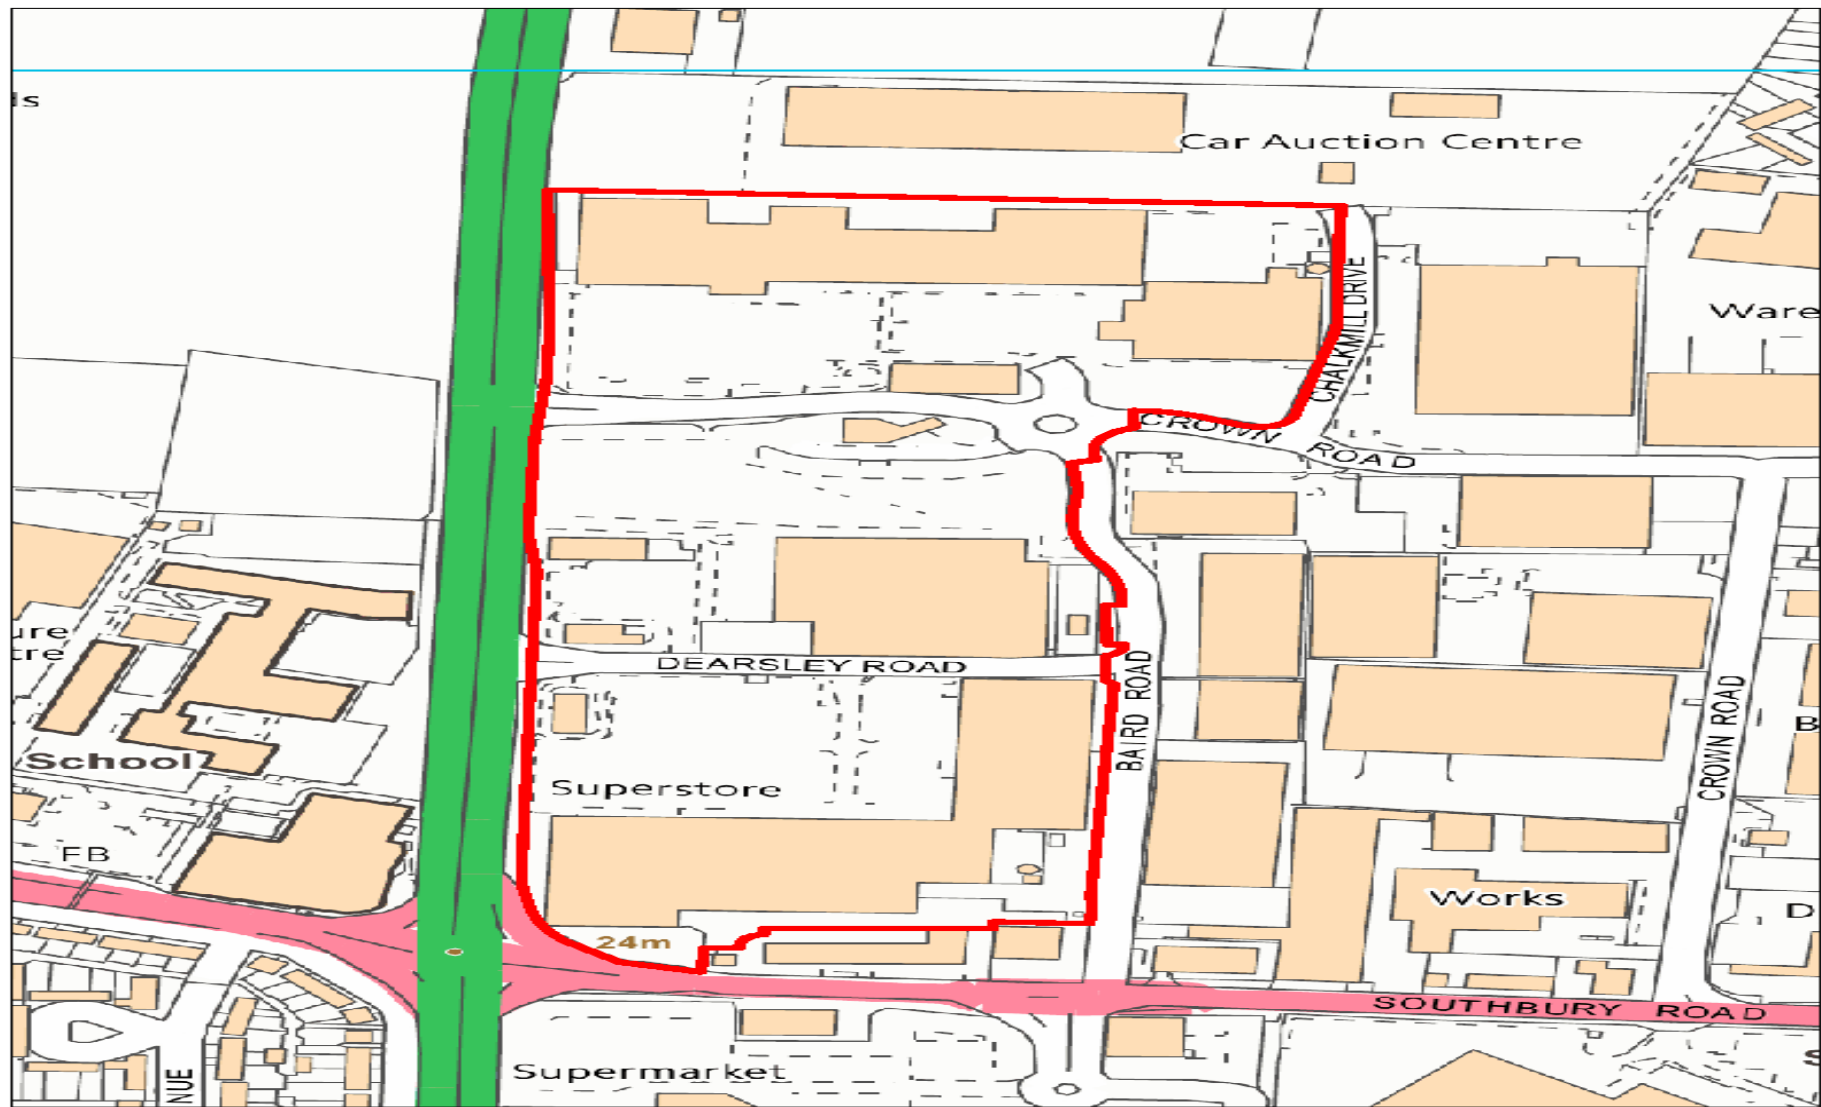 ds
Car Auction Centre
CHALKMILL DRIVE
Ware
CROWN
ROAD
ure
tre
DEARSLEY ROAD
BAIRD ROAD
CROWN ROAD
B
School
Superstore
FB
Works
D
24m
SOUTHBURY ROAD
Supermarket
NUE
S